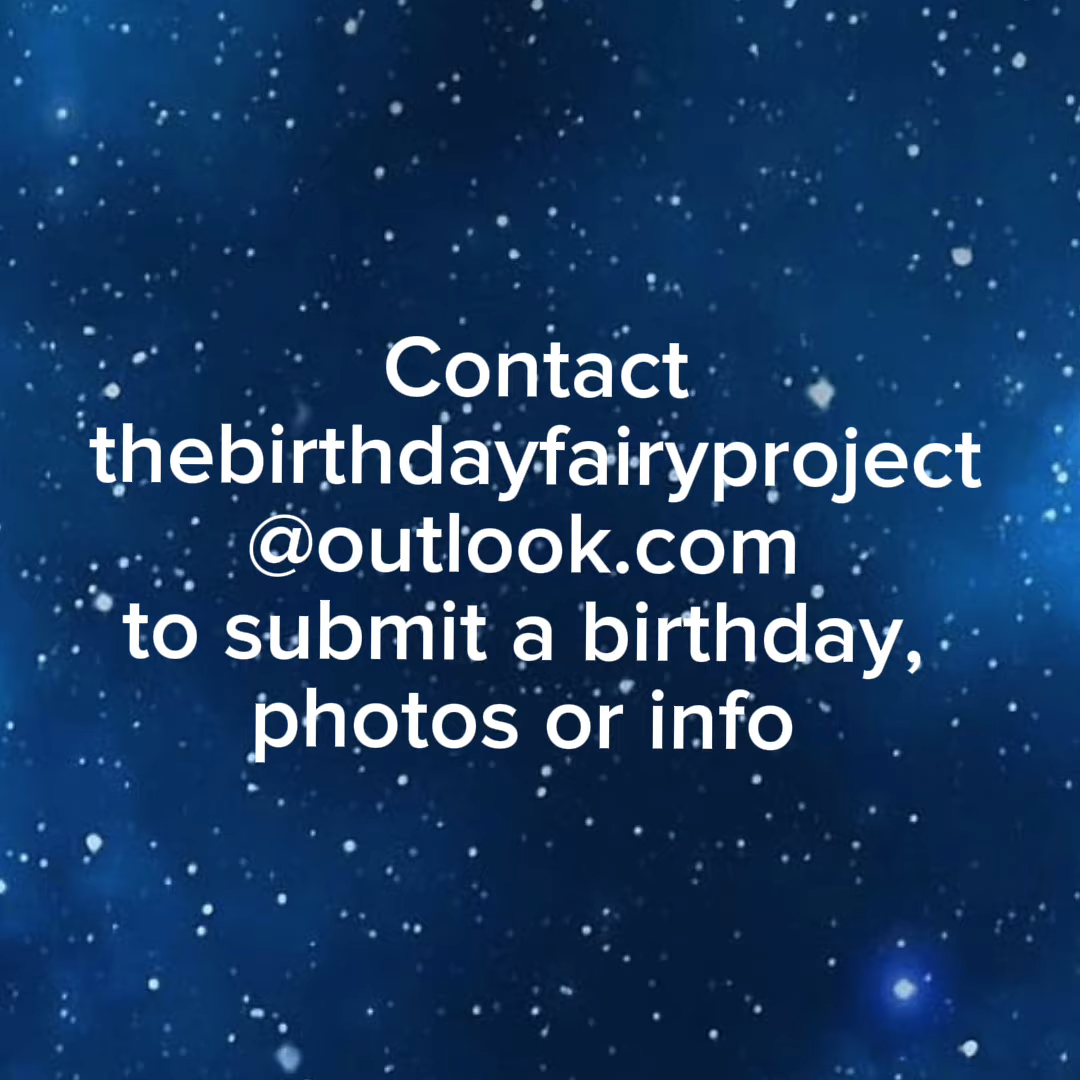 Contact
thebirthdayfairyproject
@outlook.com
to submit a birthday,
photos or info